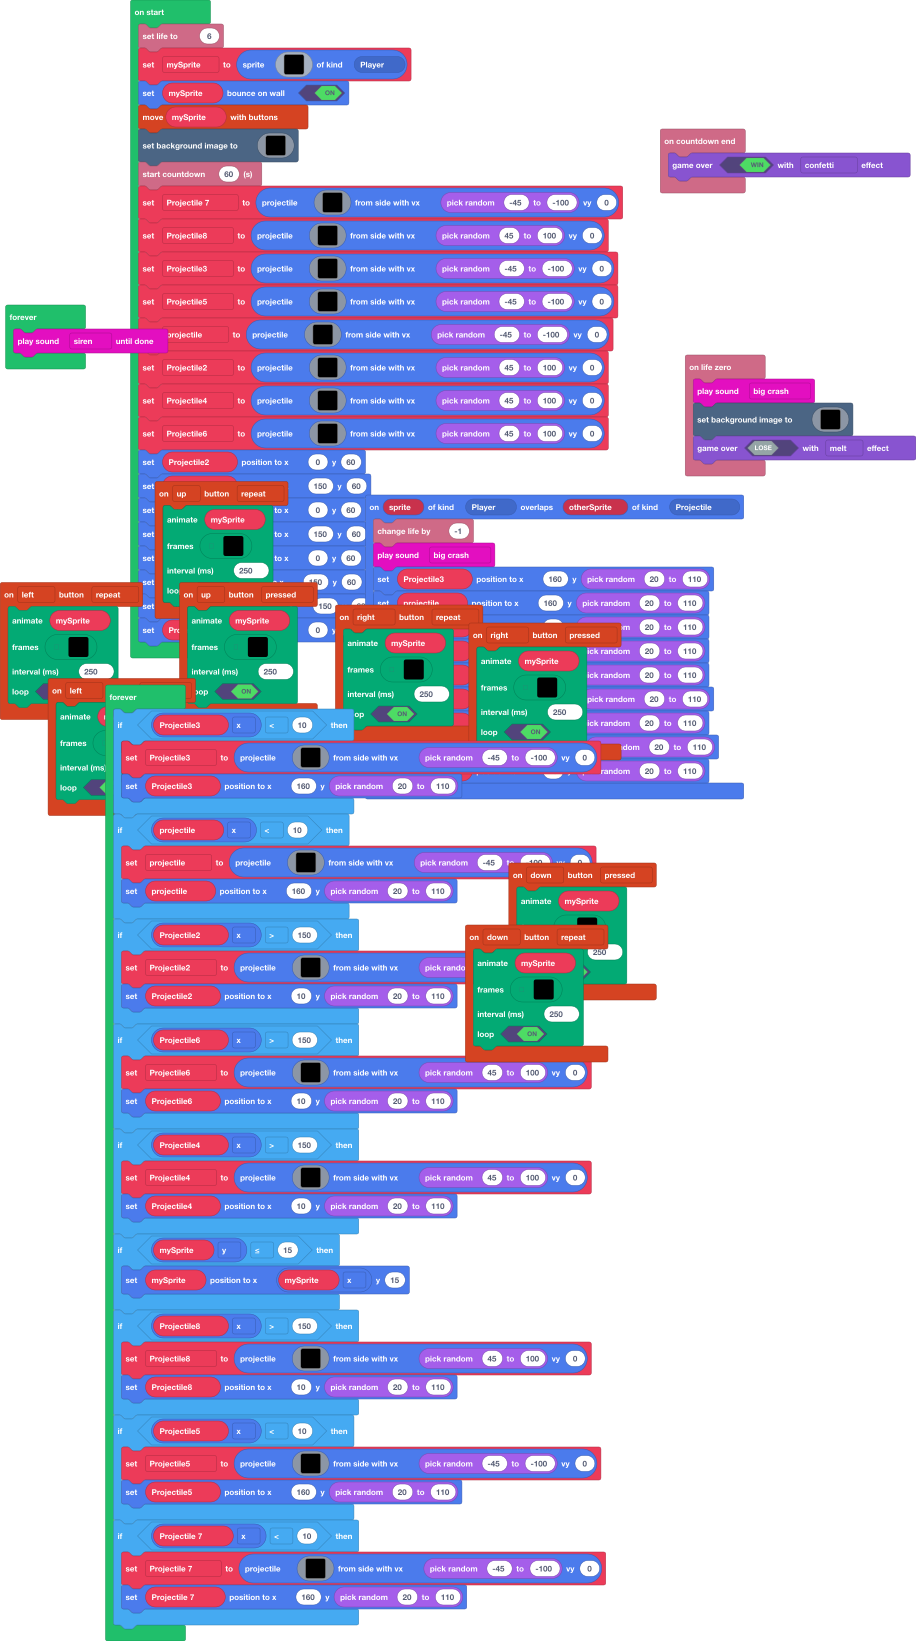 on start
set life to 6
set mySprite to sprite of kind Player
set mySprite bounce on wall ON
move mySprite with buttons
set background image to
start countdown 60 (s)
set Projectile 7 to projectile from side with vx pick random -45 to -100 vy 0
set Projectile8 to projectile from side with vx pick random 45 to 100 vy 0
set Projectile3 to projectile from side with vx pick random -45 to -100 vy 0
set Projectile5 to projectile from side with vx pick random -45 to -100 vy 0
projectile to projectile from side with vx pick random -45 to -100 vy 0
set Projectile2 to projectile from side with vx pick random 45 to 100 vy 0
set Projectile4 to projectile from side with vx pick random 45 to 100 vy 0
set Projectile6 to projectile from side with vx pick random 45 to 100 vy 0
set Projectile2 position to x 0 y 60
set 150 y 60
set to x 0 y 60
set to x 150 y 60
set to x 0 y 60
set 150 y 60
set 150 y
set 0 y
on countdown end
game over WIN with confetti effect
forever
play sound siren until done
on life zero
play sound big crash
set background image to
game over LOSE with melt effect
on sprite of kind Player overlaps otherSprite of kind Projectile
change life by -1
play sound big crash
set Projectile3 position to x 160 y pick random 20 to 110
set projectile position to x 160 y pick random 20 to 110
pick random 20 to 110
pick random 20 to 110
pick random 20 to 110
pick random 20 to 110
pick random 20 to 110
20 to 110
pick random 20 to 110
on up button repeat
animate mySprite
frames
interval (ms) 250
on left button repeat
animate mySprite
frames
interval (ms) 250
loop
on up button pressed
animate mySprite
frames
interval (ms) 250
loop ON
on left
animate
frames
interval (ms)
loop
on right button repeat
animate mySprite
frames
interval (ms) 250
loop ON
on right button pressed
animate mySprite
frames
interval (ms) 250
loop ON
forever
if Projectile3 x < 10 then
set Projectile3 to projectile from side with vx pick random -45 to -100 vy 0
set Projectile3 position to x 160 y pick random 20 to 110
if projectile x < 10 then
set projectile to projectile from side with vx pick random -45 to -100 vy 0
set projectile position to x 160 y pick random 20 to 110
if Projectile2 x > 150 then
set Projectile2 to projectile from side with vx pick
set Projectile2 position to x 10 y pick random 20 to 110
if Projectile6 x > 150 then
set Projectile6 to projectile from side with vx pick random 45 to 100 vy 0
set Projectile6 position to x 10 y pick random 20 to 110
if Projectile4 x > 150 then
set Projectile4 to projectile from side with vx pick random 45 to 100 vy 0
set Projectile4 position to x 10 y pick random 20 to 110
if mySprite y ≤ 15 then
set mySprite position to x mySprite x y 15
if Projectile8 x > 150 then
set Projectile8 to projectile from side with vx pick random 45 to 100 vy 0
set Projectile8 position to x 10 y pick random 20 to 110
if Projectile5 x < 10 then
set Projectile5 to projectile from side with vx pick random -45 to -100 vy 0
set Projectile5 position to x 160 y pick random 20 to 110
if Projectile 7 x < 10 then
set Projectile 7 to projectile from side with vx pick random -45 to -100 vy 0
set Projectile 7 position to x 160 y pick random 20 to 110
on down button pressed
animate mySprite
250
on down button repeat
animate mySprite
frames
interval (ms) 250
loop ON